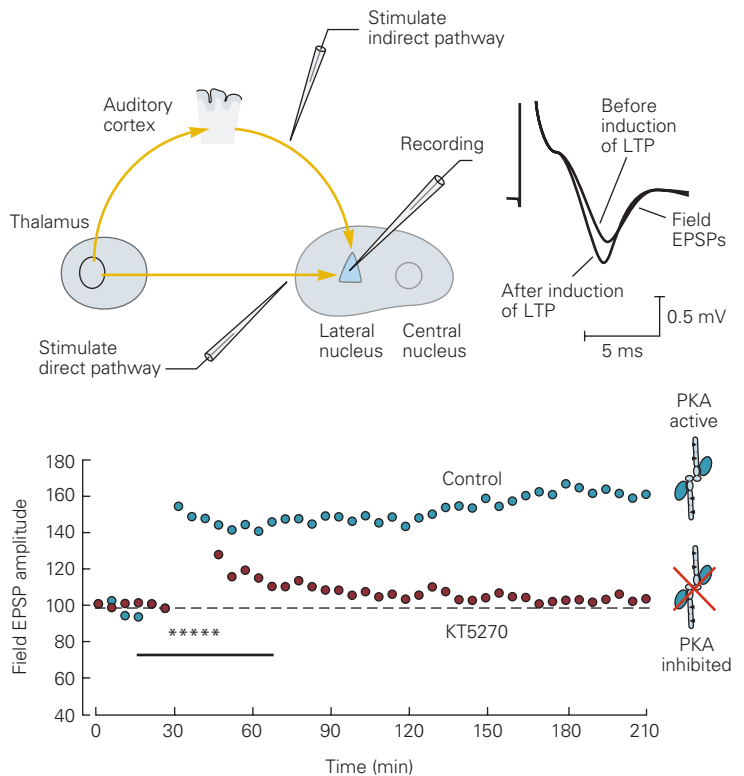 Stimulate
indirect pathway
Auditory
cortex
Recording
Thalamus
Lateral
nucleus
Central
nucleus
Stimulate
direct pathway
Before
induction
of LTP
Field
EPSPs
After induction
of LTP
0.5 mV
5 ms
PKA
active
PKA
inhibited
Control
KT5270
*****
Field EPSP amplitude
180
160
140
120
100
80
60
40
0 30 60 90 120 150 180 210
Time (min)